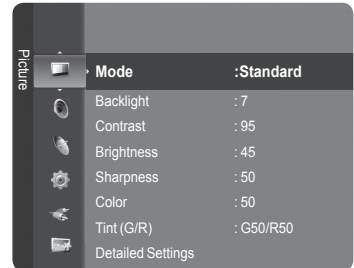 Picture
Mode :Standard
Backlight : 7
Contrast : 95
Brightness : 45
Sharpness : 50
Color : 50
Tint (G/R) : G50/R50
Detailed Settings